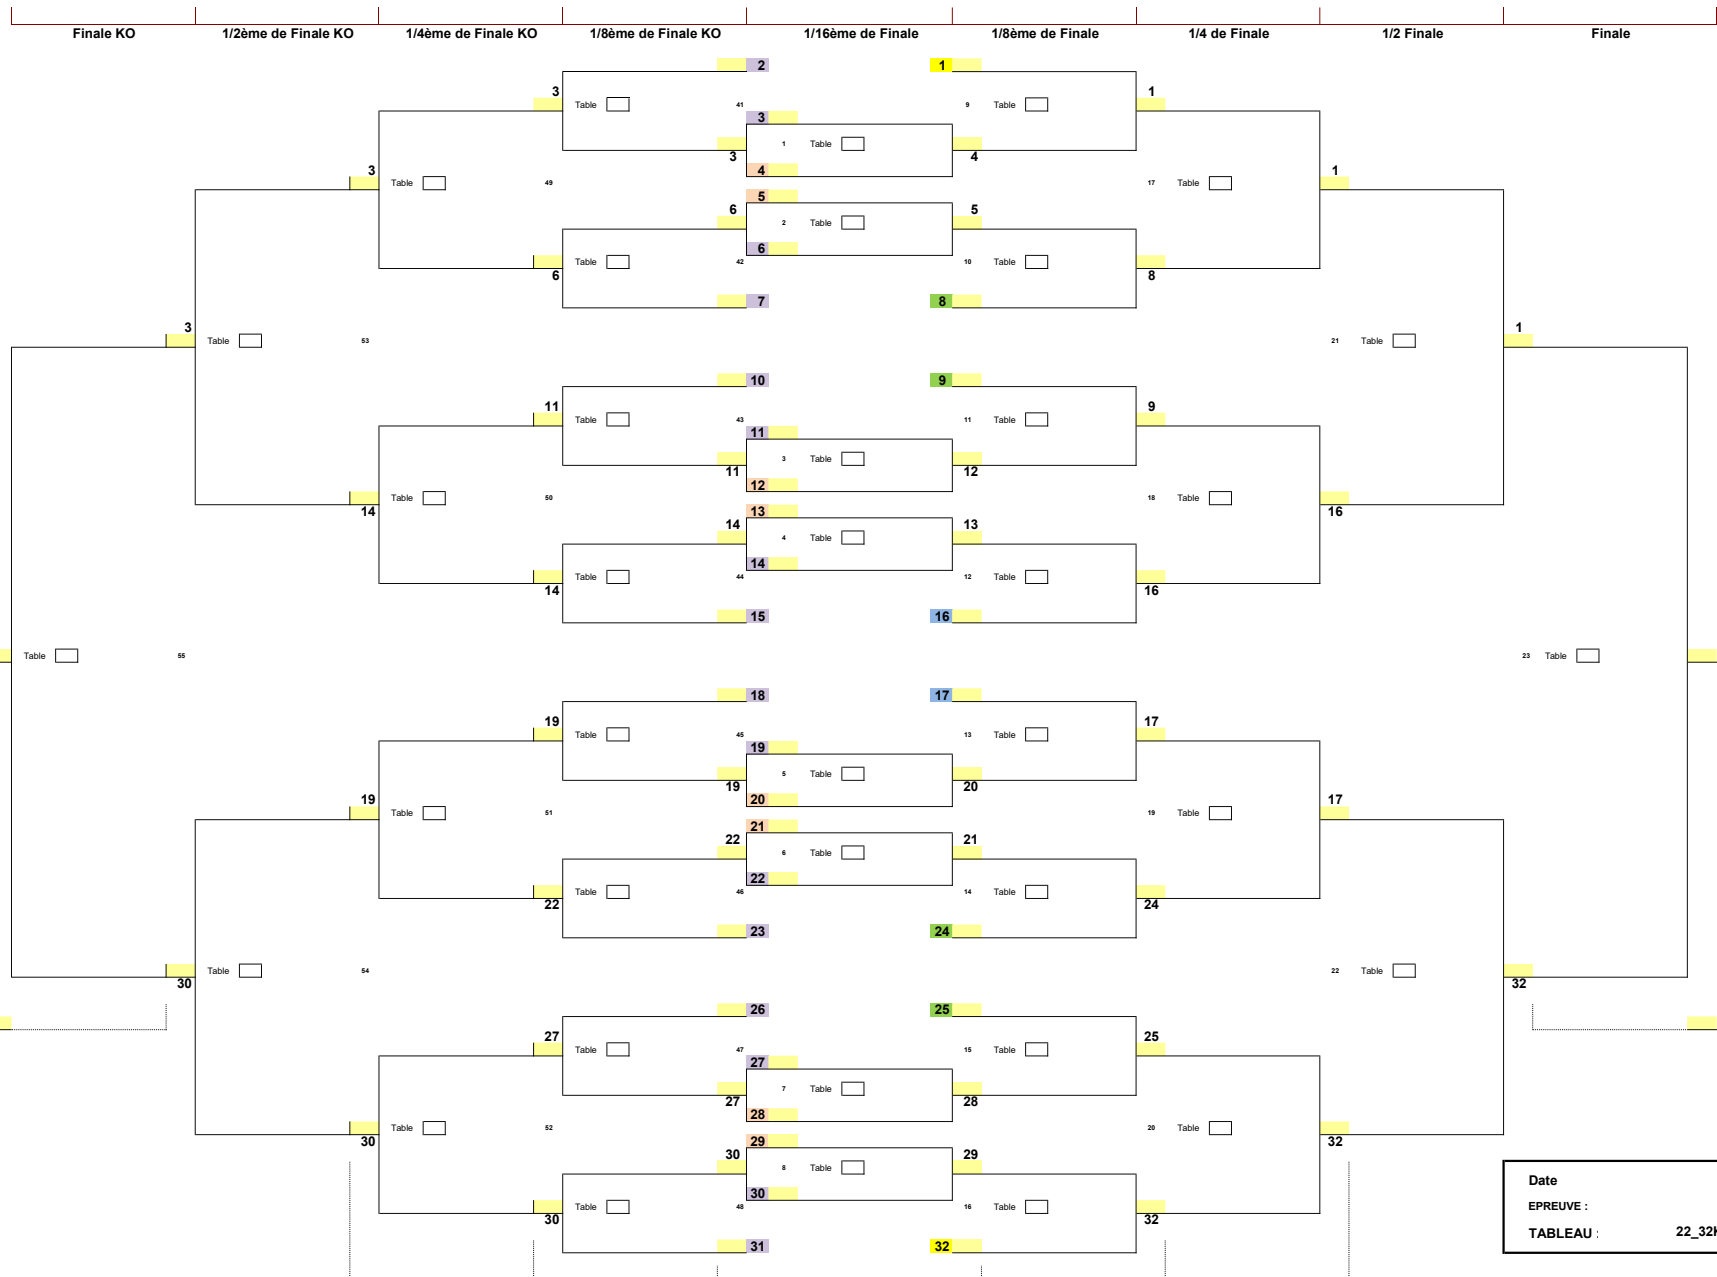 Finale KO 1/2ème de Finale KO 1/4ème de Finale KO 1/8ème de Finale KO 1/16ème de Finale 1/8ème de Finale 1/4 de Finale 1/2 Finale Finale
2 1
3 Table 41 9 Table 1
3
1 Table
3 4
3 4 1
Table 49 17 Table
5
6 5
2 Table
6
Table 42 10 Table
6 8
7 8
3 1
Table 53 21 Table
10 9
11 9
Table 43 11 Table
11
3 Table
11 12
12
Table 50 18 Table
14 16
13
14 13
4 Table
14
Table 44 12 Table
14 16
15 16
Table 55 23 Table
18 17
19 17
Table 45 13 Table
19
5 Table
19 20
19 20 17
Table 51 19 Table
21
22 21
6 Table
22
Table 46 14 Table
22 24
23 24
Table 54 22 Table
30 32
26 25
27 25
Table 47 15 Table
27
7 Table
27 28
28
Table 52 20 Table
30 29 32
30 29
8 Table
30
Date
Table 48 16 Table EPREUVE :
30 32
TABLEAU : 22_32K
31 32